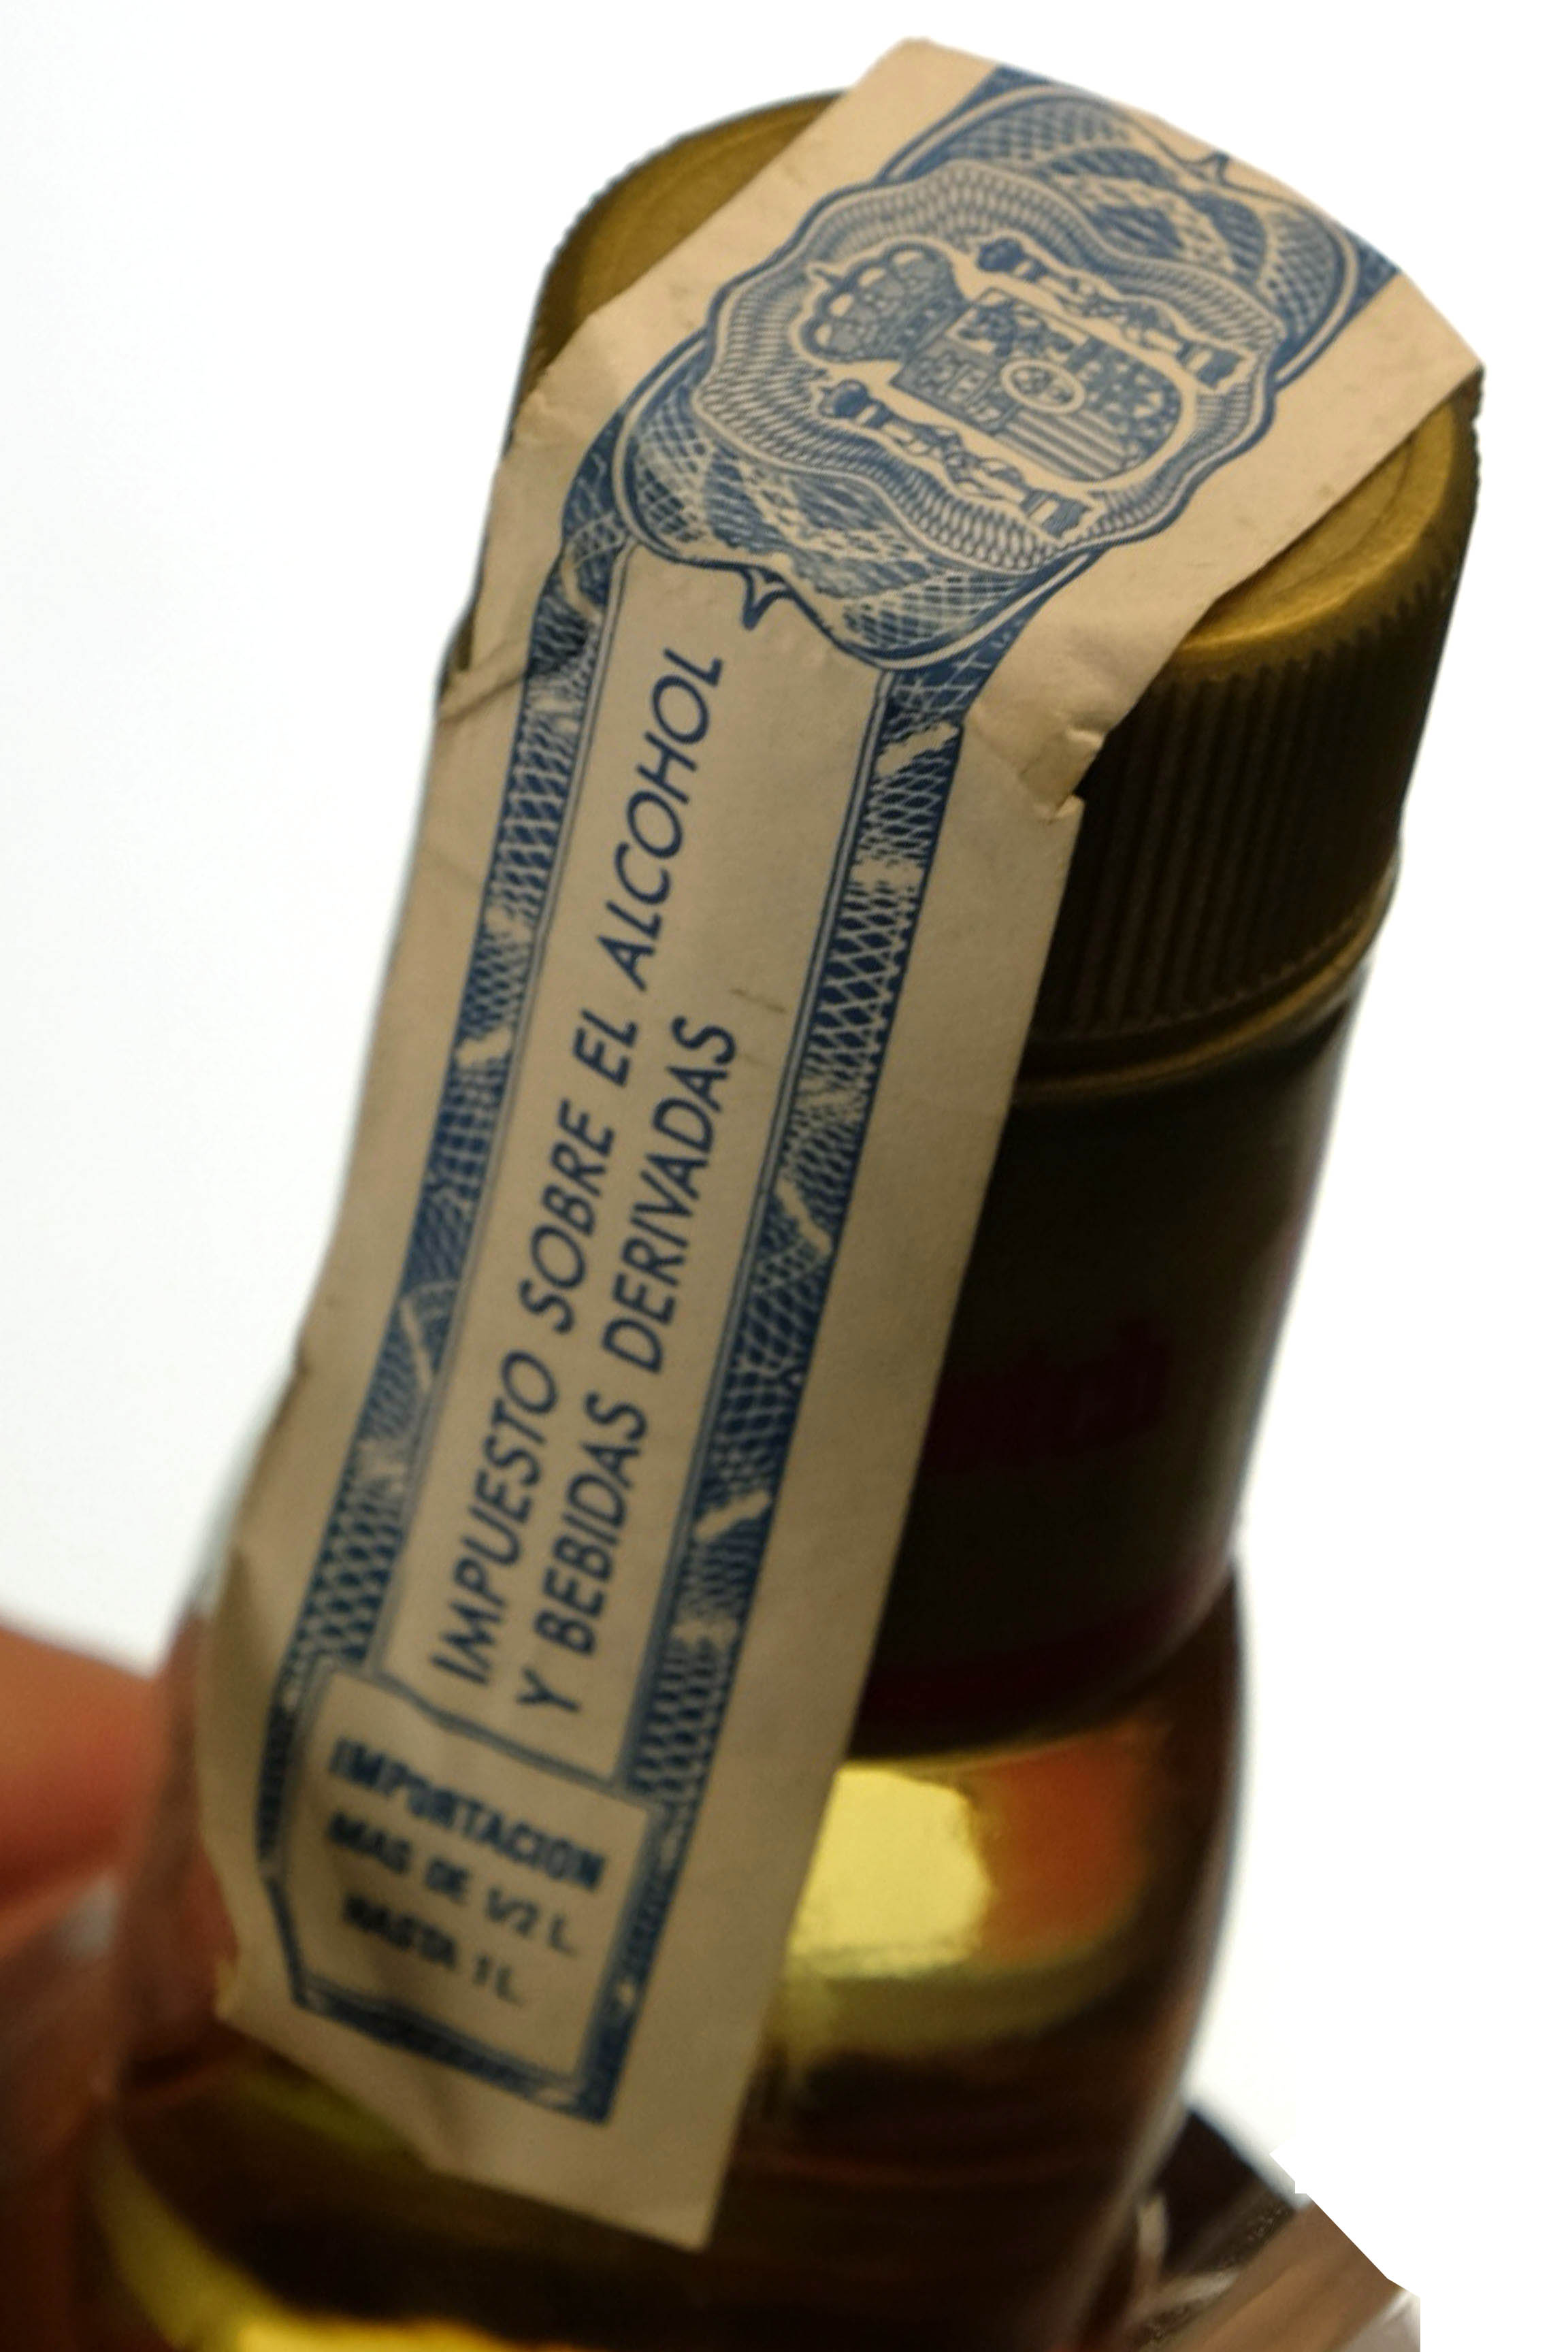 IMPUESTO SOBRE EL ALCOHOL
Y BEBIDAS DERIVADAS
IMPORTACION
MAS DE 1/2 L.
HASTA 1 L.